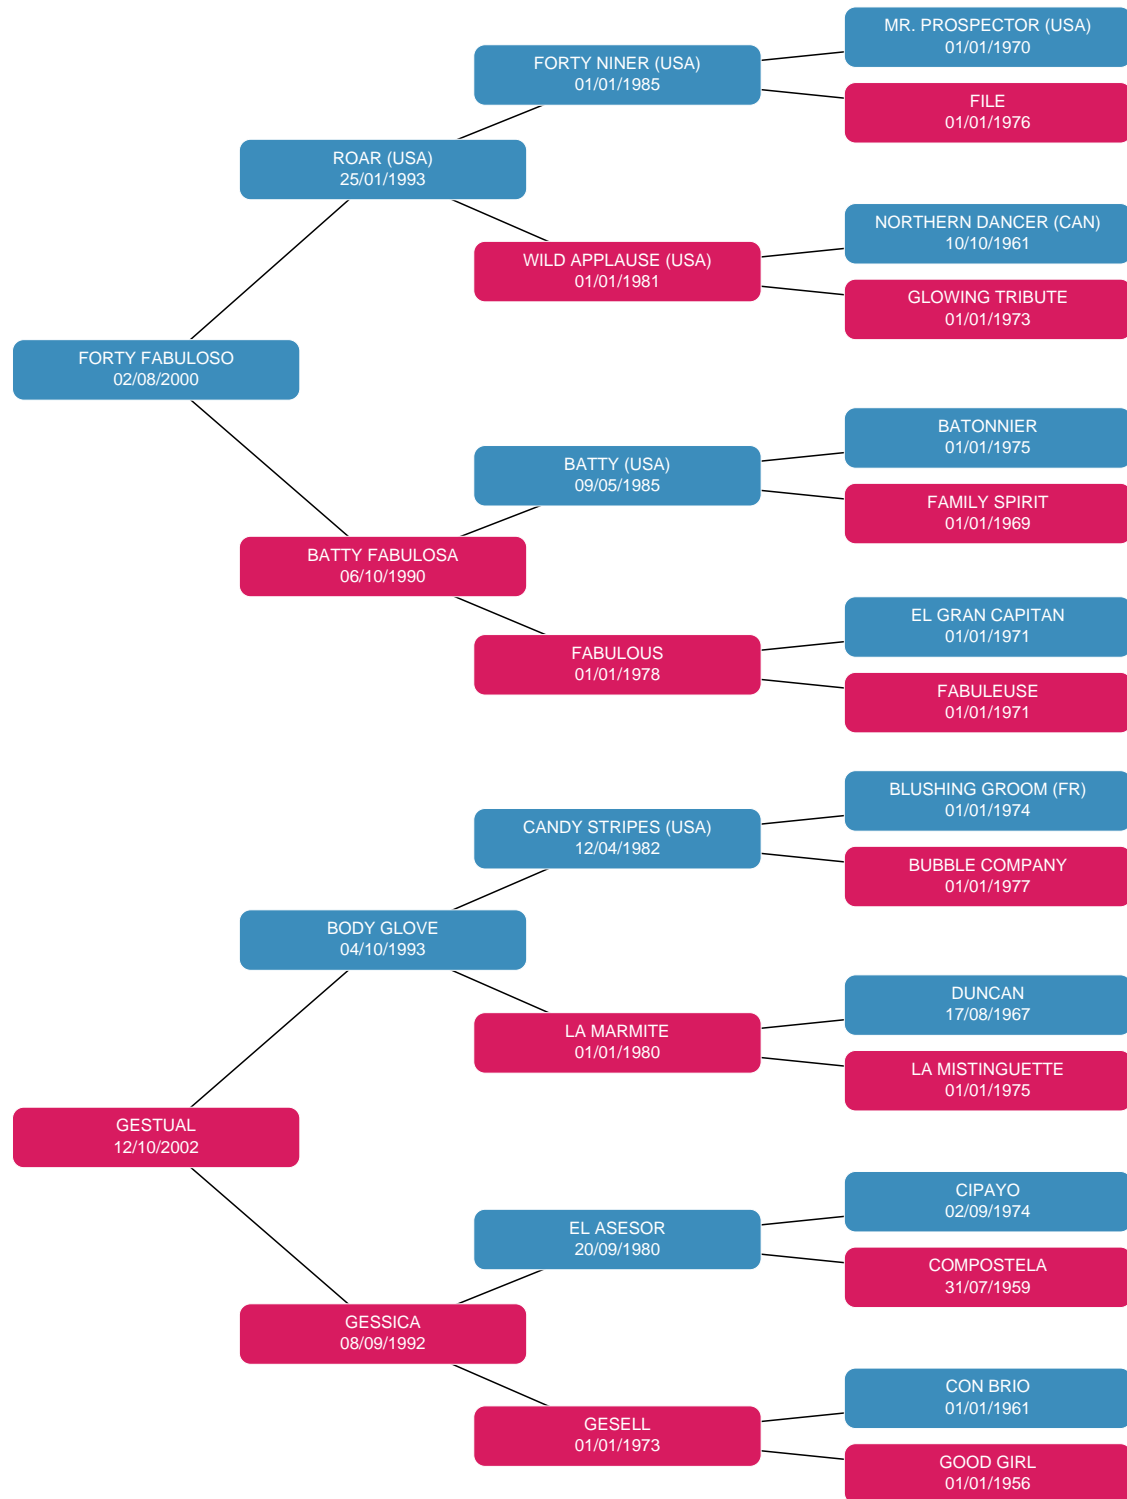 MR. PROSPECTOR (USA)
01/01/1970
FORTY NINER (USA)
01/01/1985
FILE
01/01/1976
ROAR (USA)
25/01/1993
NORTHERN DANCER (CAN)
10/10/1961
WILD APPLAUSE (USA)
01/01/1981
GLOWING TRIBUTE
01/01/1973
FORTY FABULOSO
02/08/2000
BATONNIER
01/01/1975
BATTY (USA)
09/05/1985
FAMILY SPIRIT
01/01/1969
BATTY FABULOSA
06/10/1990
EL GRAN CAPITAN
01/01/1971
FABULOUS
01/01/1978
FABULEUSE
01/01/1971
BLUSHING GROOM (FR)
01/01/1974
CANDY STRIPES (USA)
12/04/1982
BUBBLE COMPANY
01/01/1977
BODY GLOVE
04/10/1993
DUNCAN
17/08/1967
LA MARMITE
01/01/1980
LA MISTINGUETTE
01/01/1975
GESTUAL
12/10/2002
CIPAYO
02/09/1974
EL ASESOR
20/09/1980
COMPOSTELA
31/07/1959
GESSICA
08/09/1992
CON BRIO
01/01/1961
GESELL
01/01/1973
GOOD GIRL
01/01/1956